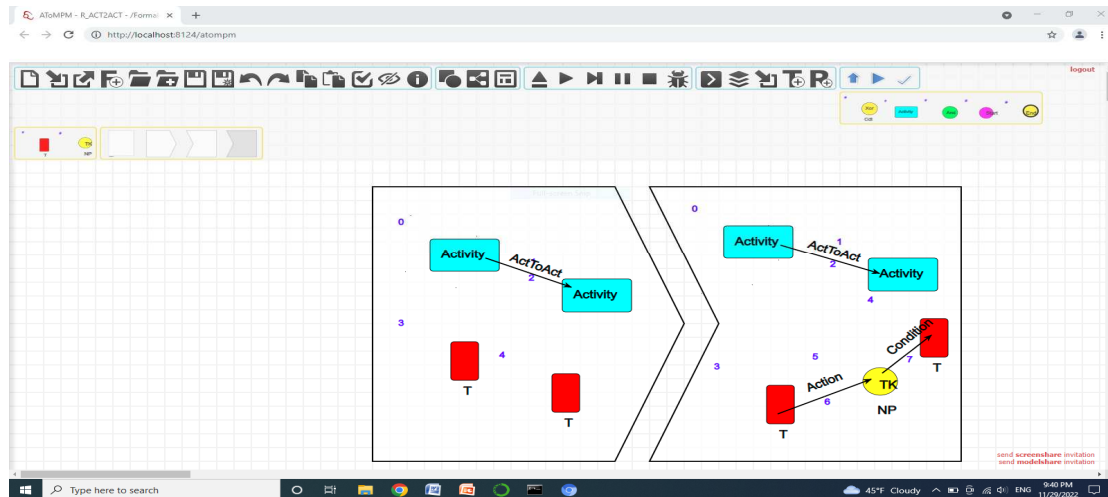 AToMPM - R_ACT2ACT - /Formal
http://localhost:8124/atompm
logout
Activity
T
TK
NP
0
Activity
ActToAct
2
Activity
3
4
T
T
0
Activity
ActToAct
1
2
Activity
4
3
5
Action
6
TK
NP
Condition
7
T
T
send screenshare invitation
send modelshare invitation
Type here to search
45°F Cloudy
ENG
9:40 PM
11/29/2022